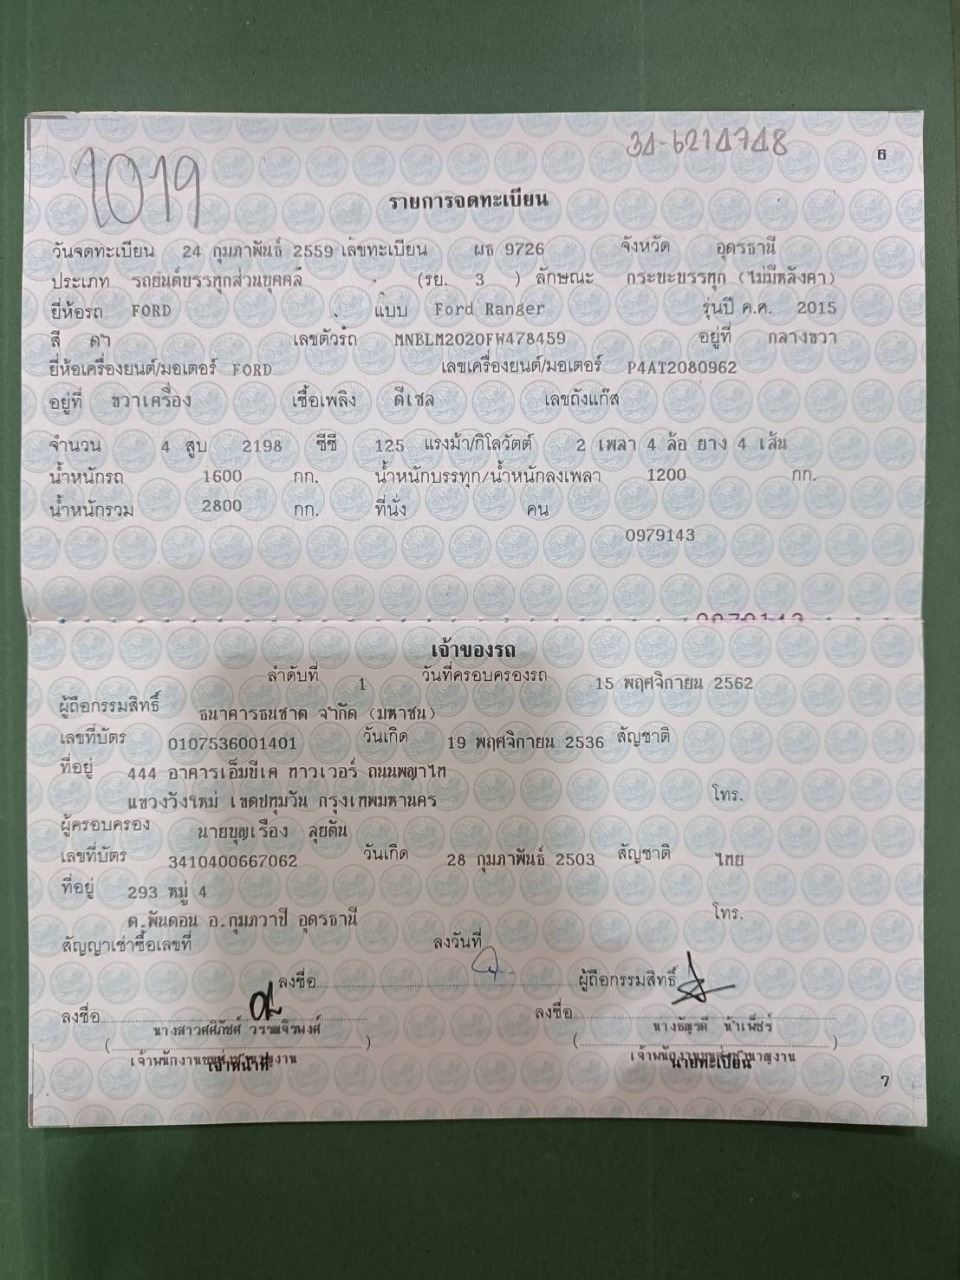 1019
34-6214748
6
รายการจดทะเบียน
วันจดทะเบียน 24 กุมภาพันธ์ 2559 เลขทะเบียน ผธ 9726 จังหวัด อุดรธานี
ประเภท รถยนต์บรรทุกส่วนบุคคล (รย. 3 ) ลักษณะ กระบะบรรทุก (ไม่มีหลังคา)
ยี่ห้อรถ FORD แบบ Ford Ranger รุ่นปี ค.ศ. 2015
สี ดำ เลขตัวรถ MNBLM2020FW478459 อยู่ที่ กลางขวา
ยี่ห้อเครื่องยนต์/มอเตอร์ FORD เลขเครื่องยนต์/มอเตอร์ P4AT2080962
อยู่ที่ ขวาเครื่อง เชื้อเพลิง ดีเซล เลขถังแก๊ส
จำนวน 4 สูบ 2198 ซีซี 125 แรงม้า/กิโลวัตต์ 2 เพลา 4 ล้อ ยาง 4 เส้น
น้ำหนักรถ 1600 กก. น้ำหนักบรรทุก/น้ำหนักลงเพลา 1200 กก.
น้ำหนักรวม 2800 กก. ที่นั่ง คน
0979143
เจ้าของรถ
ลำดับที่ 1 วันที่ครอบครองรถ 15 พฤศจิกายน 2562
ผู้ถือกรรมสิทธิ์ ธนาคารธนชาต จำกัด (มหาชน)
เลขที่บัตร 0107536001401 วันเกิด 19 พฤศจิกายน 2536 สัญชาติ
ที่อยู่ 444 อาคารเอ็มบีเค ทาวเวอร์ ถนนพญาไท
แขวงวังใหม่ เขตปทุมวัน กรุงเทพมหานคร โทร.
ผู้ครอบครอง นายบุญเรือง ลุยตัน
เลขที่บัตร 3410400667062 วันเกิด 28 กุมภาพันธ์ 2503 สัญชาติ ไทย
ที่อยู่ 293 หมู่ 4
ต.พันดอน อ.กุมภวาปี อุดรธานี โทร.
สัญญาเช่าซื้อเลขที่ ลงวันที่
ลงชื่อ ผู้ถือกรรมสิทธิ์
ลงชื่อ ลงชื่อ
( ) ( )
เจ้าหน้าที่ นายทะเบียน
7